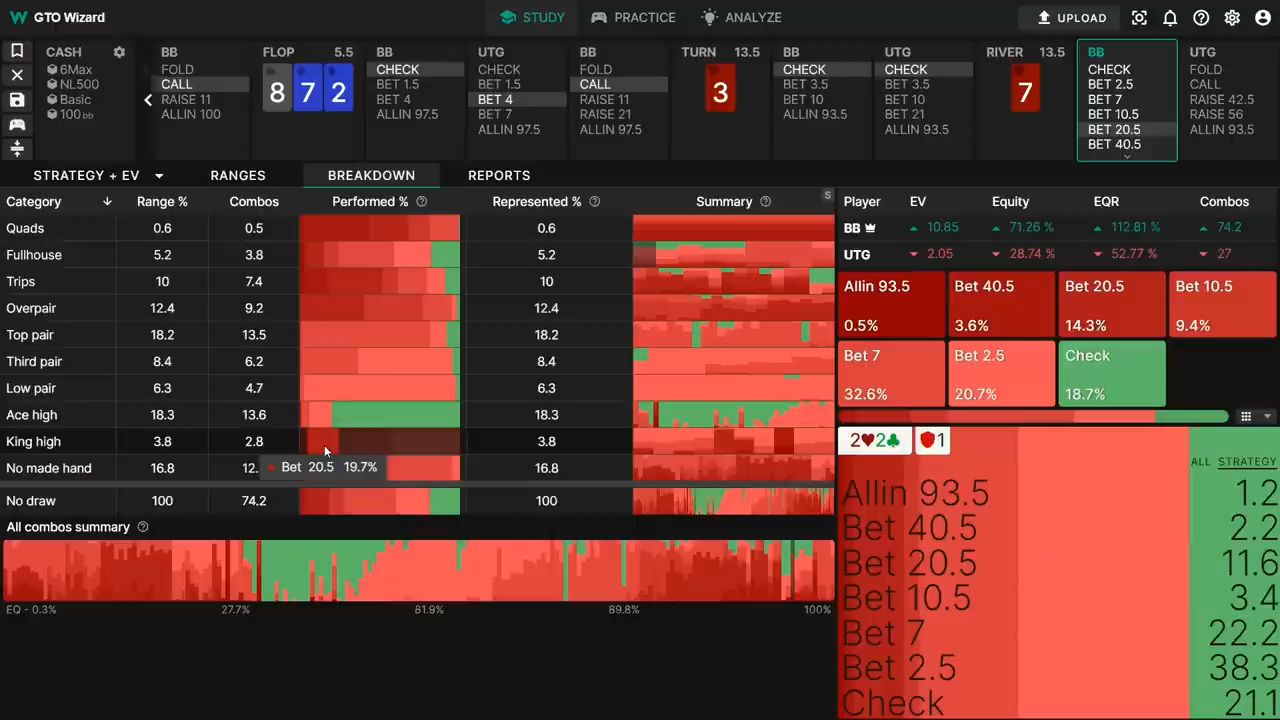 W GTO Wizard
STUDY
PRACTICE
ANALYZE
UPLOAD
CASH
6Max
NL500
Basic
100bb
BB
FOLD
CALL
RAISE 11
ALLIN 100
FLOP 5.5
8 7 2
BB
CHECK
BET 1.5
BET 4
ALLIN 97.5
UTG
CHECK
BET 1.5
BET 4
BET 7
ALLIN 97.5
BB
FOLD
CALL
RAISE 11
RAISE 21
ALLIN 97.5
TURN 13.5
3
BB
CHECK
BET 3.5
BET 10
ALLIN 93.5
UTG
CHECK
BET 3.5
BET 10
BET 21
ALLIN 93.5
RIVER 13.5
7
BB
CHECK
BET 2.5
BET 7
BET 10.5
BET 20.5
BET 40.5
UTG
FOLD
CALL
RAISE 42.5
RAISE 56
ALLIN 93.5
STRATEGY + EV
RANGES
BREAKDOWN
REPORTS
Category Range % Combos Performed % Represented % Summary S
Quads 0.6 0.5 0.6
Fullhouse 5.2 3.8 5.2
Trips 10 7.4 10
Overpair 12.4 9.2 12.4
Top pair 18.2 13.5 18.2
Third pair 8.4 6.2 8.4
Low pair 6.3 4.7 6.3
Ace high 18.3 13.6 18.3
King high 3.8 2.8 3.8
No made hand 16.8 12. 16.8
Bet 20.5 19.7%
No draw 100 74.2 100
All combos summary
EQ - 0.3% 27.7% 81.9% 89.8% 100%
Player EV Equity EQR Combos
BB 10.85 71.26 % 112.81 % 74.2
UTG 2.05 28.74 % 52.77 % 27
Allin 93.5
0.5%
Bet 40.5
3.6%
Bet 20.5
14.3%
Bet 10.5
9.4%
Bet 7
32.6%
Bet 2.5
20.7%
Check
18.7%
2♥2♣ 1
ALL STRATEGY
Allin 93.5 1.2
Bet 40.5 2.2
Bet 20.5 11.6
Bet 10.5 3.4
Bet 7 22.2
Bet 2.5 38.3
Check 21.1